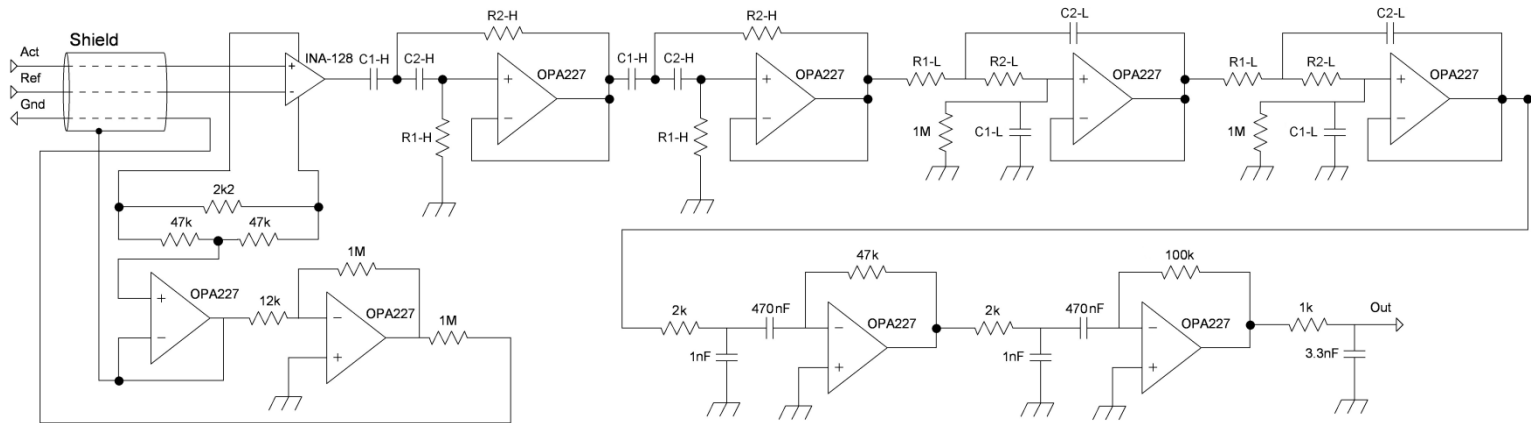 R2-H R2-H C2-L C2-L
Shield
Act INA-128 C1-H C2-H C1-H C2-H
+ + OPA227 + OPA227 R1-L R2-L + OPA227 R1-L R2-L + OPA227
Ref
- - - - -
Gnd
R1-H R1-H 1M C1-L 1M C1-L
2k2
47k 47k
1M 47k 100k
OPA227 12k OPA227 1M 2k 470nF OPA227 2k 470nF OPA227 1k Out
+ - - -
- + 1nF + 1nF + 3.3nF